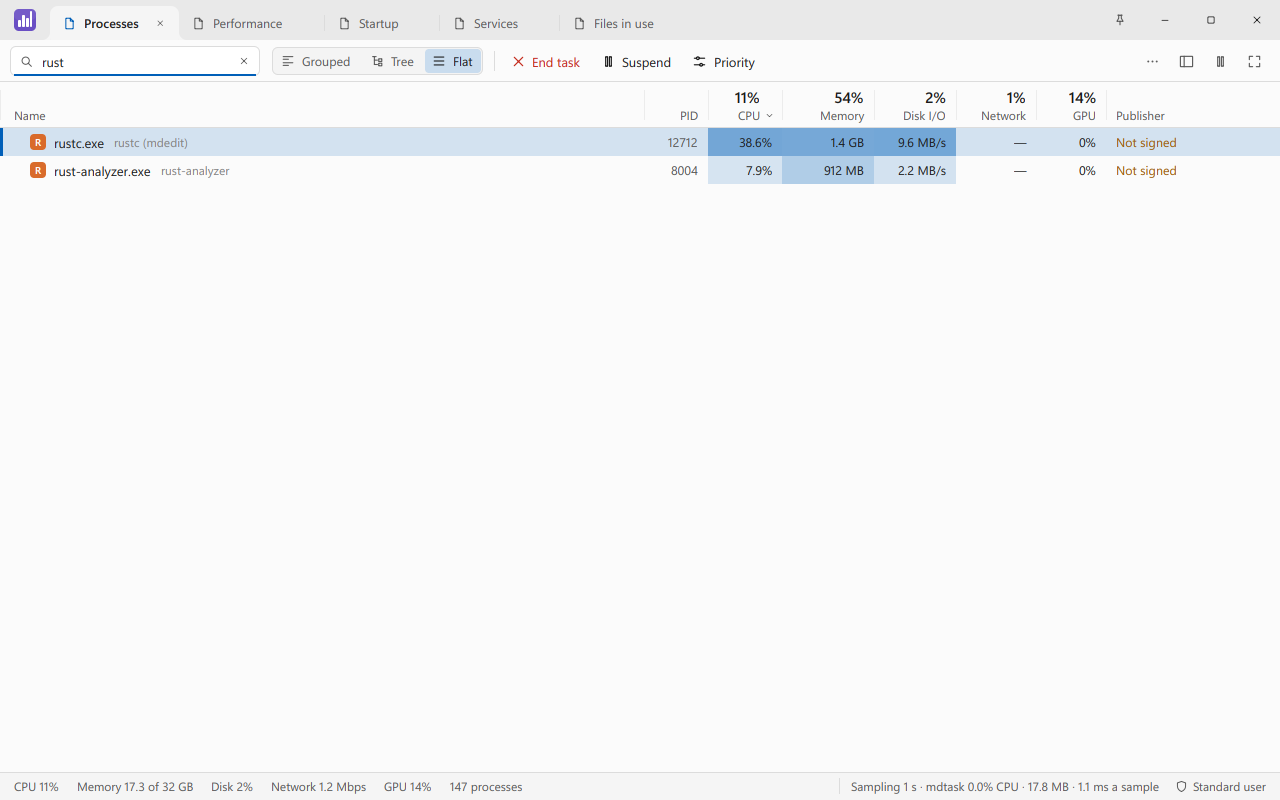 Processes Performance Startup Services Files in use
rust Grouped Tree Flat End task Suspend Priority
11% 54% 2% 1% 14%
Name PID CPU Memory Disk I/O Network GPU Publisher
R rustc.exe rustc (mdedit) 12712 38.6% 1.4 GB 9.6 MB/s — 0% Not signed
R rust-analyzer.exe rust-analyzer 8004 7.9% 912 MB 2.2 MB/s — 0% Not signed
CPU 11% Memory 17.3 of 32 GB Disk 2% Network 1.2 Mbps GPU 14% 147 processes Sampling 1 s · mdtask 0.0% CPU · 17.8 MB · 1.1 ms a sample Standard user